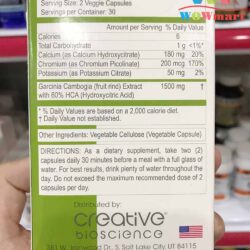 WOWmart
Serving Size: 2 Veggie Capsules
Servings per Container: 30
% Daily Value
Calories 6
Total Carbohydrate 1 g <1%*
Calcium (as Calcium Hydroxycitrate) 180 mg 20%
Chromium (as Chromium Picolinate) 200 mcg 170%
Potassium (as Potassium Citrate) 50 mg 2%
Garcinia Cambogia (fruit rind) Extract 1500 mg †
with 60% HCA (Hydroxycitric Acid)
* % Daily Values are based on a 2,000 calorie diet.
† Daily Value not established.
Other Ingredients: Vegetable Cellulose (Vegetable Capsule)
DIRECTIONS: As a dietary supplement, take two (2)
capsules daily 30 minutes before a meal with a full glass of
water. For best results, drink plenty of water throughout the
day. Do not exceed the maximum recommended dose of 2
capsules per day.
Distributed by:
creative
bioscience
S, Salt Lake City, UT 84115